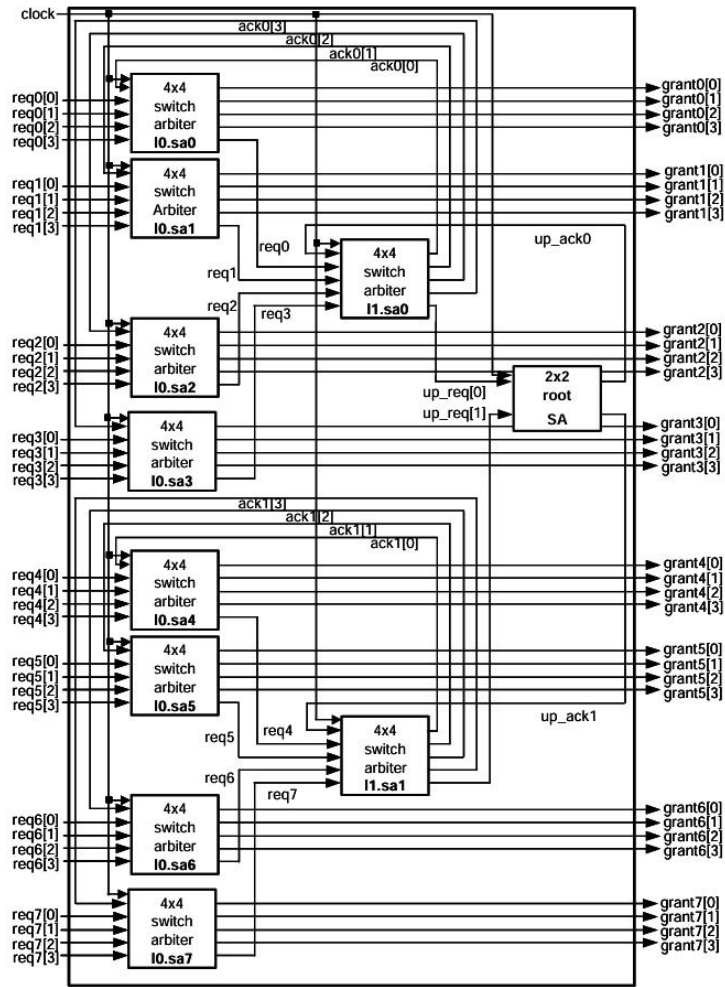 clock
ack0[3]
ack0[2]
ack0[1]
ack0[0]
req0[0]
req0[1]
req0[2]
req0[3]
4x4
switch
arbiter
l0.sa0
grant0[0]
grant0[1]
grant0[2]
grant0[3]
req1[0]
req1[1]
req1[2]
req1[3]
4x4
switch
Arbiter
l0.sa1
grant1[0]
grant1[1]
grant1[2]
grant1[3]
req0
req1
req2
req3
4x4
switch
arbiter
l1.sa0
up_ack0
req2[0]
req2[1]
req2[2]
req2[3]
4x4
switch
arbiter
l0.sa2
grant2[0]
grant2[1]
grant2[2]
grant2[3]
up_req[0]
up_req[1]
2x2
root
SA
req3[0]
req3[1]
req3[2]
req3[3]
4x4
switch
arbiter
l0.sa3
grant3[0]
grant3[1]
grant3[2]
grant3[3]
ack1[3]
ack1[2]
ack1[1]
ack1[0]
req4[0]
req4[1]
req4[2]
req4[3]
4x4
switch
arbiter
l0.sa4
grant4[0]
grant4[1]
grant4[2]
grant4[3]
req5[0]
req5[1]
req5[2]
req5[3]
4x4
switch
arbiter
l0.sa5
grant5[0]
grant5[1]
grant5[2]
grant5[3]
req4
req5
req6
req7
4x4
switch
arbiter
l1.sa1
up_ack1
req6[0]
req6[1]
req6[2]
req6[3]
4x4
switch
arbiter
l0.sa6
grant6[0]
grant6[1]
grant6[2]
grant6[3]
req7[0]
req7[1]
req7[2]
req7[3]
4x4
switch
arbiter
l0.sa7
grant7[0]
grant7[1]
grant7[2]
grant7[3]